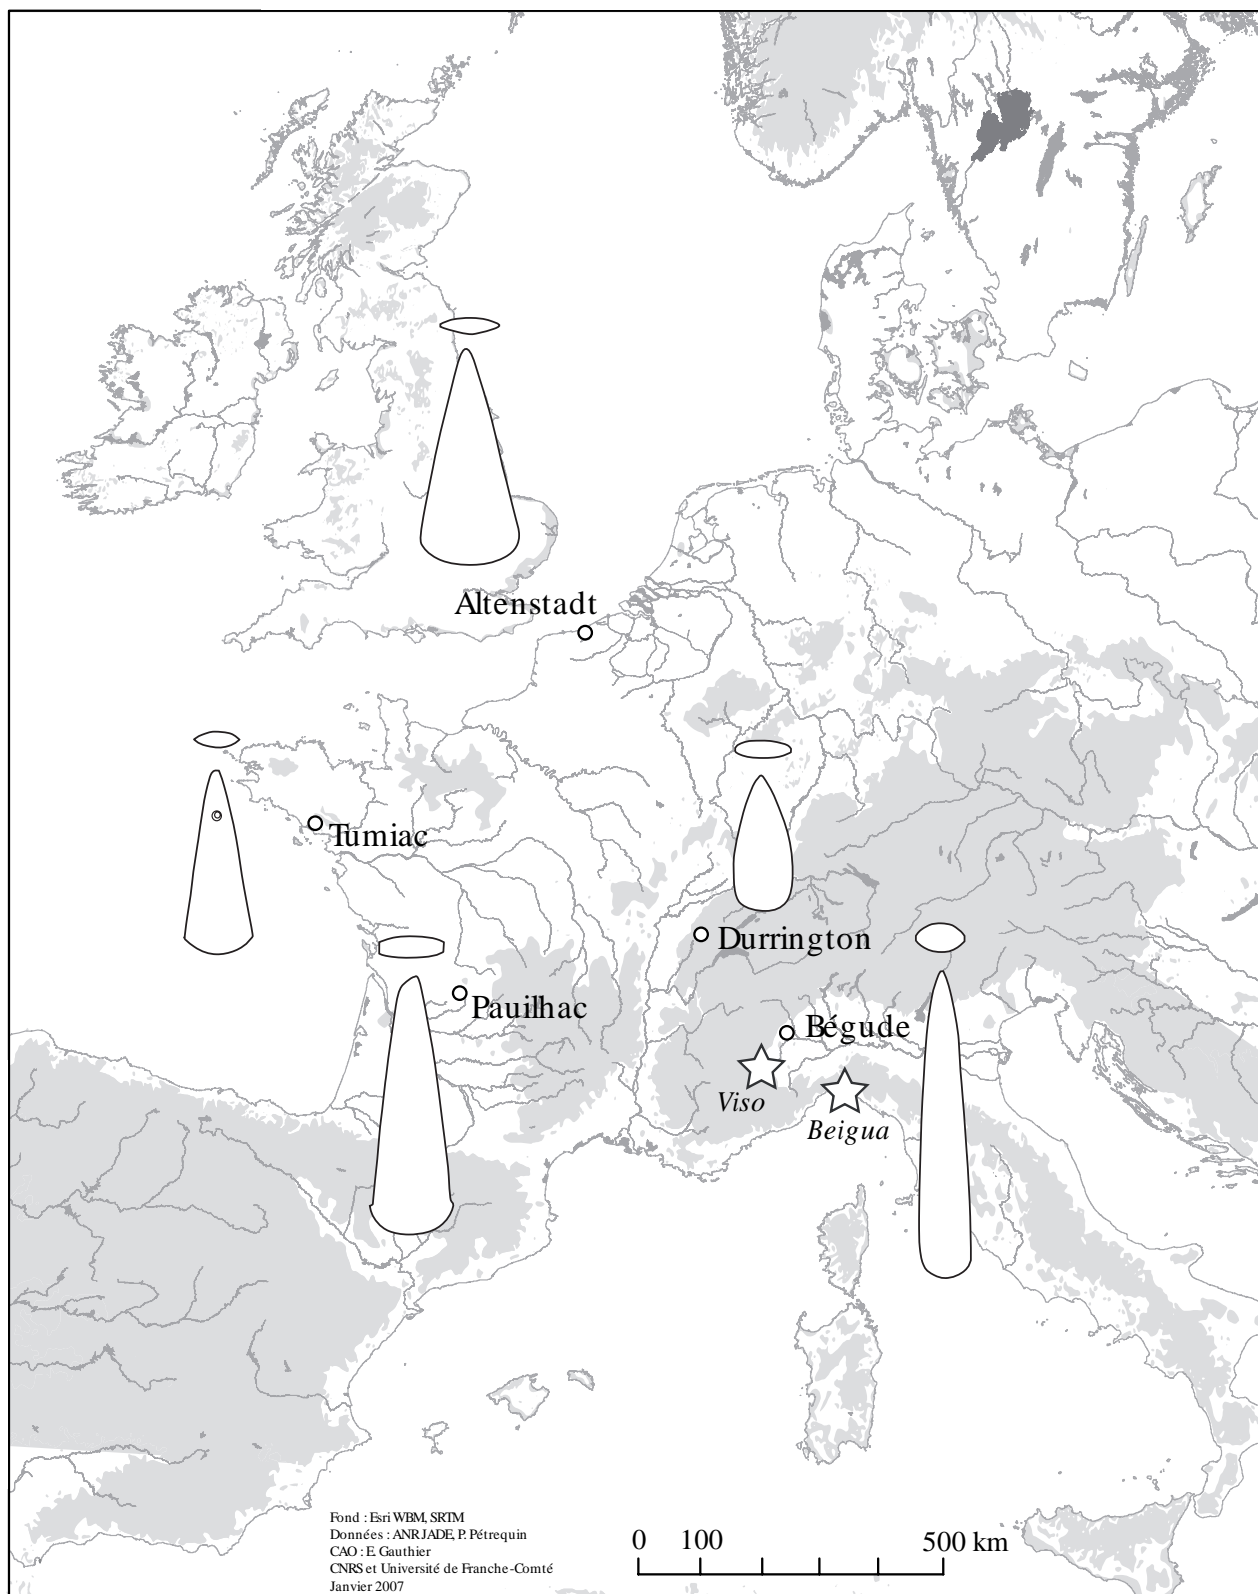 Altenstadt
Tumiac
Durrington
Pauilhac
Bégude
Viso
Beigua
Fond : Esri WBM, SRTM
Données : ANR JADE, P. Pétrequin
CAO : E. Gauthier
CNRS et Université de Franche-Comté
Janvier 2007
0 100 500 km